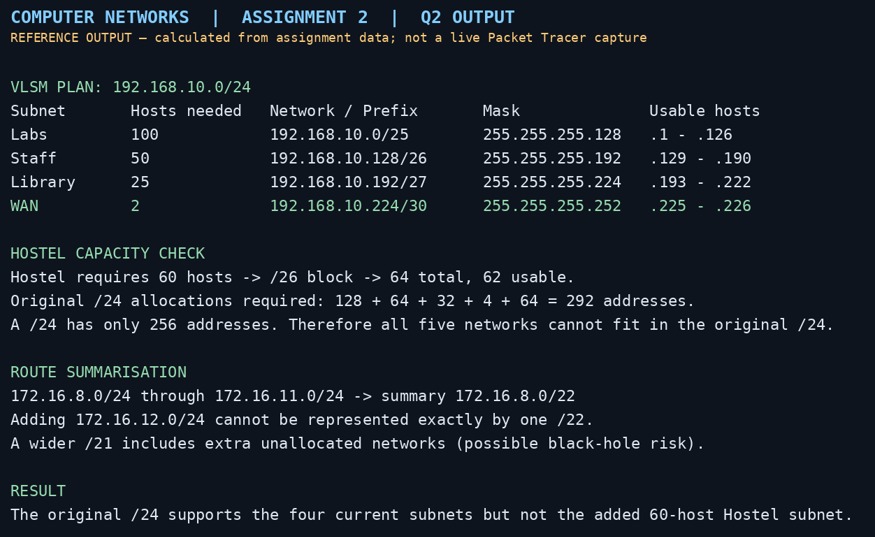 COMPUTER NETWORKS | ASSIGNMENT 2 | Q2 OUTPUT
REFERENCE OUTPUT — calculated from assignment data; not a live Packet Tracer capture
VLSM PLAN: 192.168.10.0/24
Subnet Hosts needed Network / Prefix Mask Usable hosts
Labs 100 192.168.10.0/25 255.255.255.128 .1 - .126
Staff 50 192.168.10.128/26 255.255.255.192 .129 - .190
Library 25 192.168.10.192/27 255.255.255.224 .193 - .222
WAN 2 192.168.10.224/30 255.255.255.252 .225 - .226
HOSTEL CAPACITY CHECK
Hostel requires 60 hosts -> /26 block -> 64 total, 62 usable.
Original /24 allocations required: 128 + 64 + 32 + 4 + 64 = 292 addresses.
A /24 has only 256 addresses. Therefore all five networks cannot fit in the original /24.
ROUTE SUMMARISATION
172.16.8.0/24 through 172.16.11.0/24 -> summary 172.16.8.0/22
Adding 172.16.12.0/24 cannot be represented exactly by one /22.
A wider /21 includes extra unallocated networks (possible black-hole risk).
RESULT
The original /24 supports the four current subnets but not the added 60-host Hostel subnet.